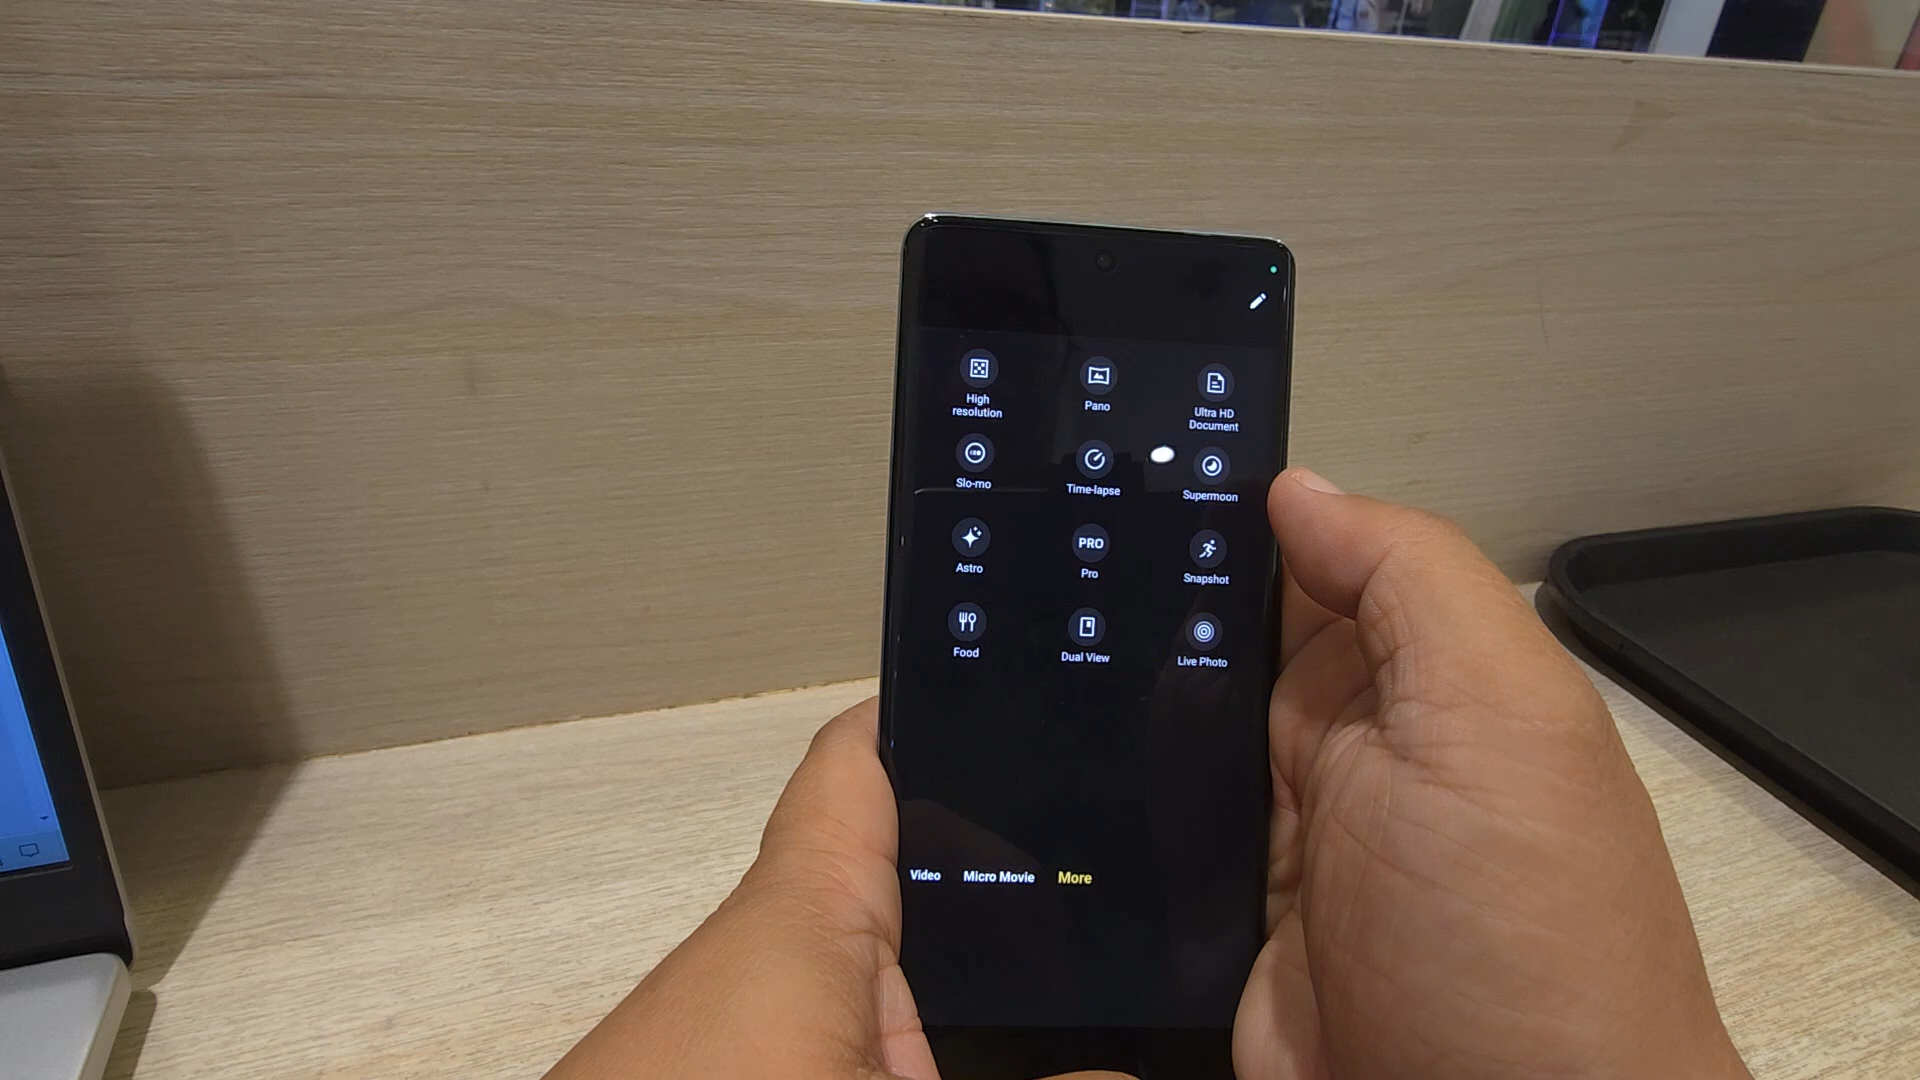 High
resolution
Pano
Ultra HD
Document
Slo-mo
Time-lapse
Supermoon
Astro
PRO
Pro
Snapshot
Food
Dual View
Live Photo
Video
Micro Movie
More